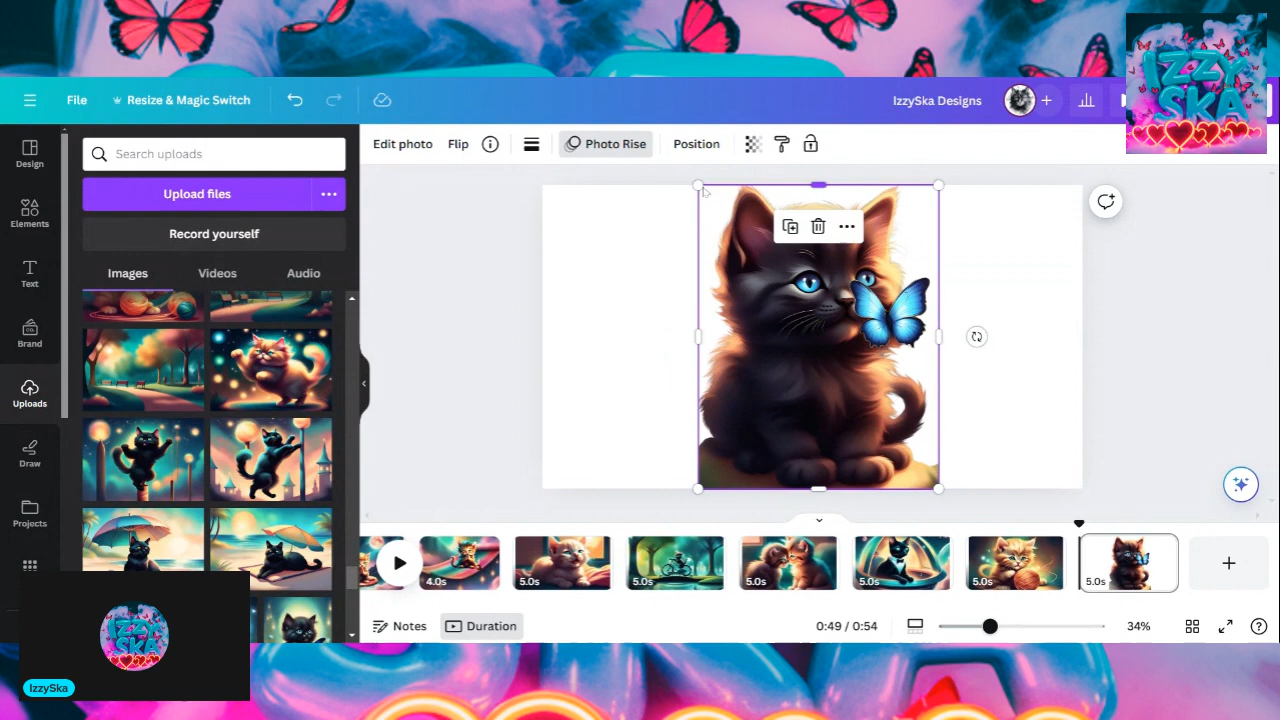 File
Resize & Magic Switch
IzzySka Designs
IZZY
SKA
Design
Elements
Text
Brand
Uploads
Draw
Projects
Search uploads
Upload files
Record yourself
Images Videos Audio
Edit photo Flip Photo Rise Position
4.0s 5.0s 5.0s 5.0s 5.0s 5.0s 5.0s
Notes Duration 0:49 / 0:54 34%
IZZY
SKA
IzzySka